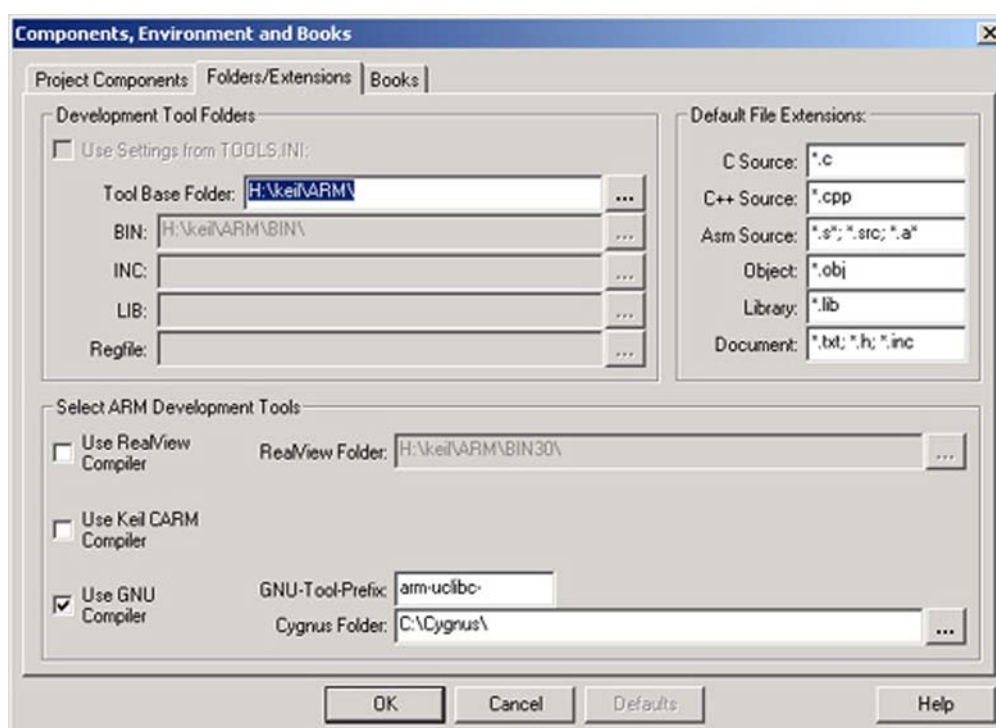 Components, Environment and Books
Project Components Folders/Extensions Books
Development Tool Folders
Use Settings from TOOLS.INI:
Tool Base Folder: H:\keil\ARM\ ...
BIN: H:\keil\ARM\BIN\ ...
INC: ...
LIB: ...
Regfile: ...
Default File Extensions:
C Source: *.c
C++ Source: *.cpp
Asm Source: *.s*; *.src; *.a*
Object: *.obj
Library: *.lib
Document: *.txt; *.h; *.inc
Select ARM Development Tools
Use RealView
Compiler
RealView Folder: H:\keil\ARM\BIN30\ ...
Use Keil CARM
Compiler
Use GNU
Compiler
GNU-Tool-Prefix: arm-uclibc-
Cygnus Folder: C:\Cygnus\ ...
OK Cancel Defaults Help